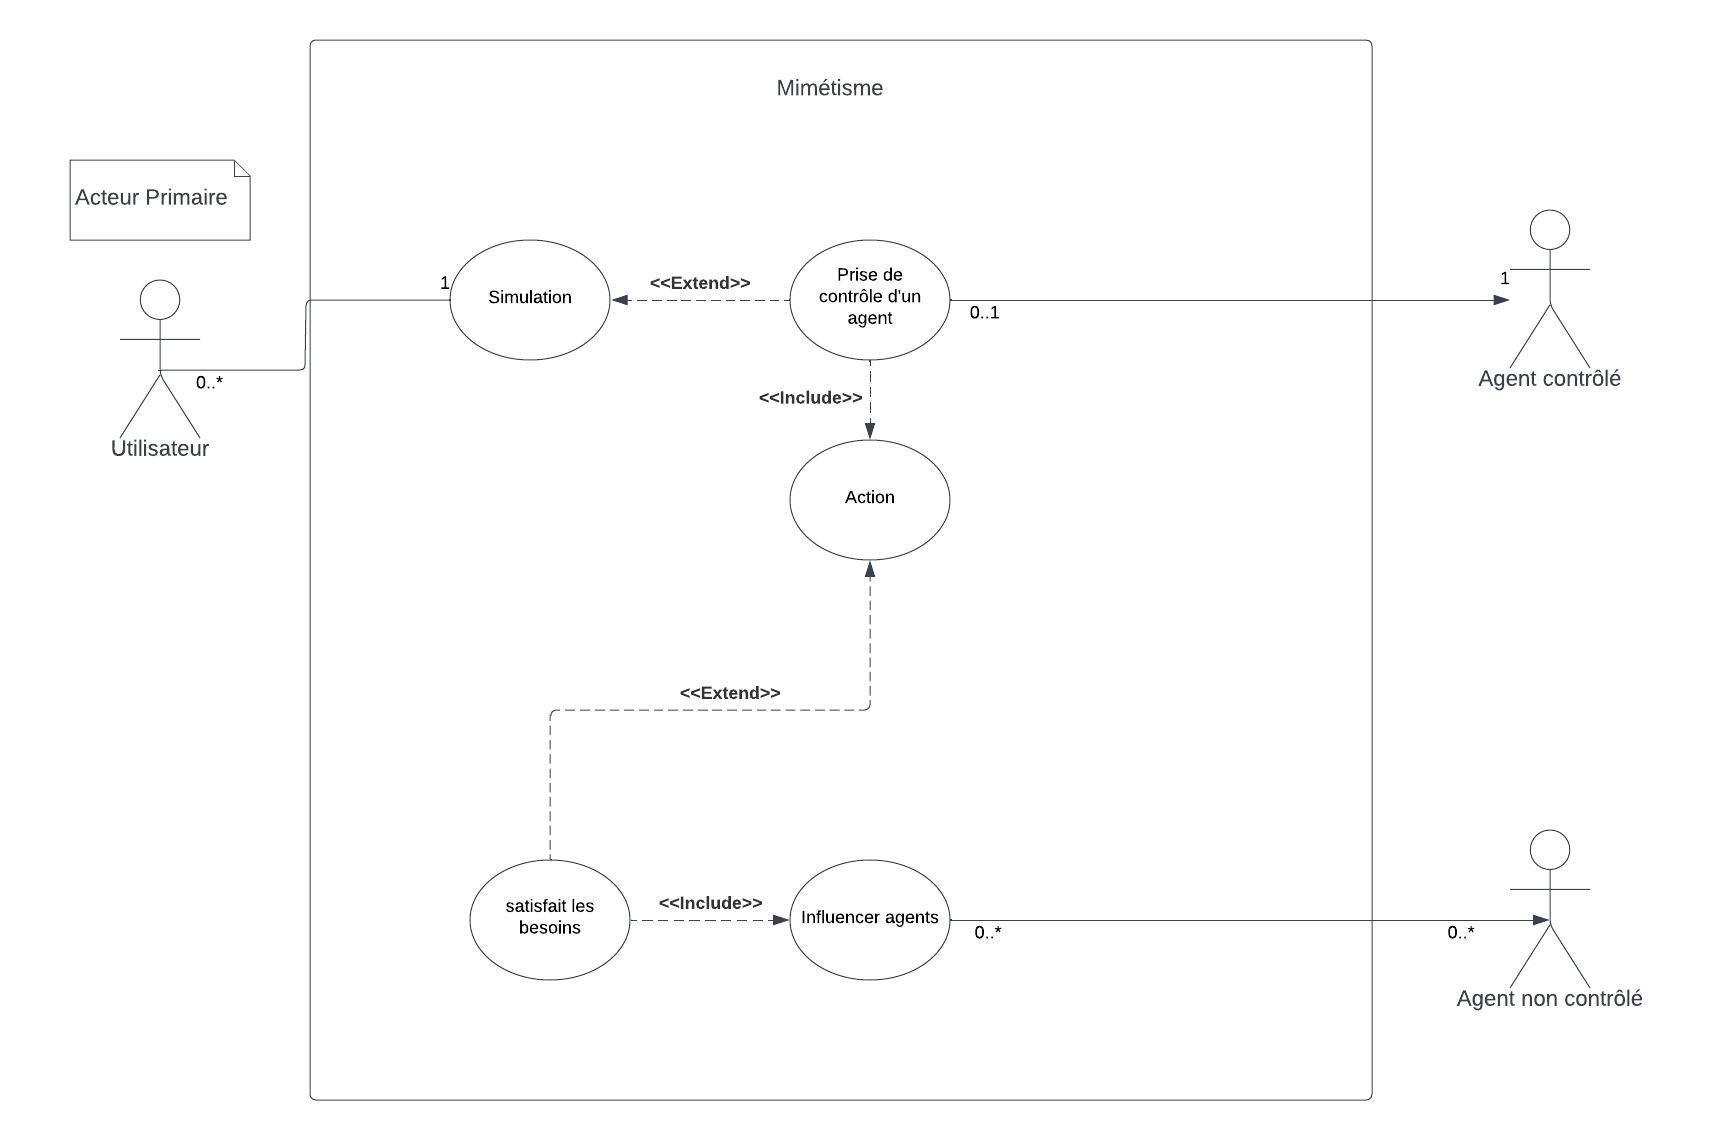 Mimétisme
Acteur Primaire
Utilisateur
0..*
1
Simulation
<<Extend>>
Prise de
contrôle d'un
agent
0..1
1
Agent contrôlé
<<Include>>
Action
<<Extend>>
satisfait les
besoins
<<Include>>
Influencer agents
0..*
0..*
Agent non contrôlé